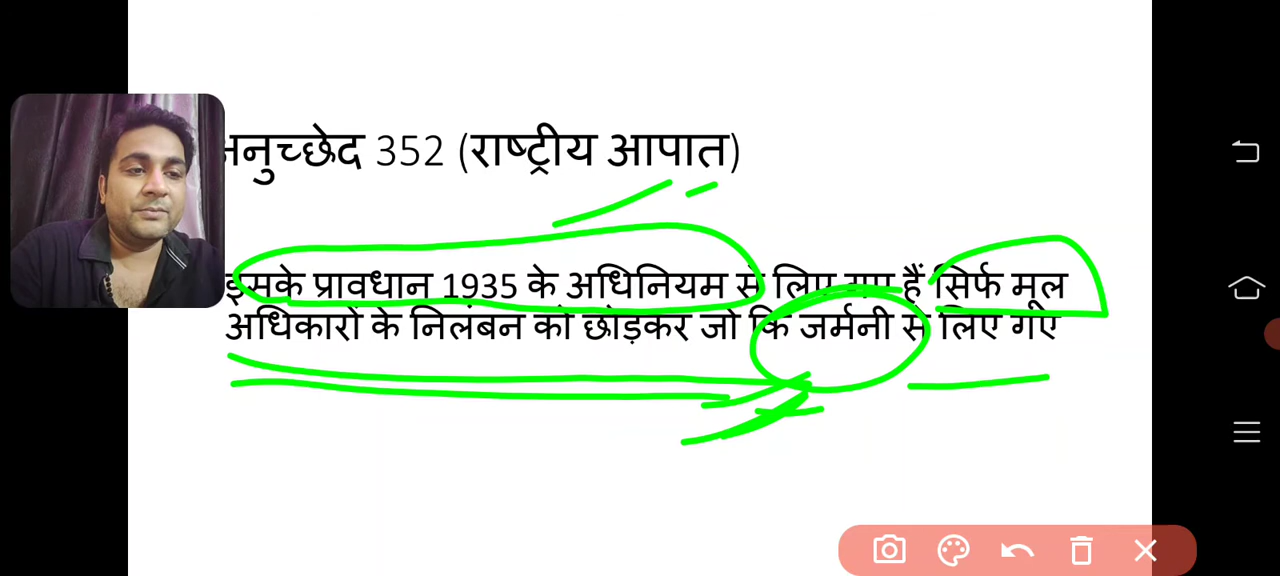 अनुच्छेद 352 (राष्ट्रीय आपात)
इसके प्रावधान 1935 के अधिनियम से लिए गए हैं सिर्फ मूल
अधिकारों के निलंबन को छोड़कर जो कि जर्मनी से लिए गए